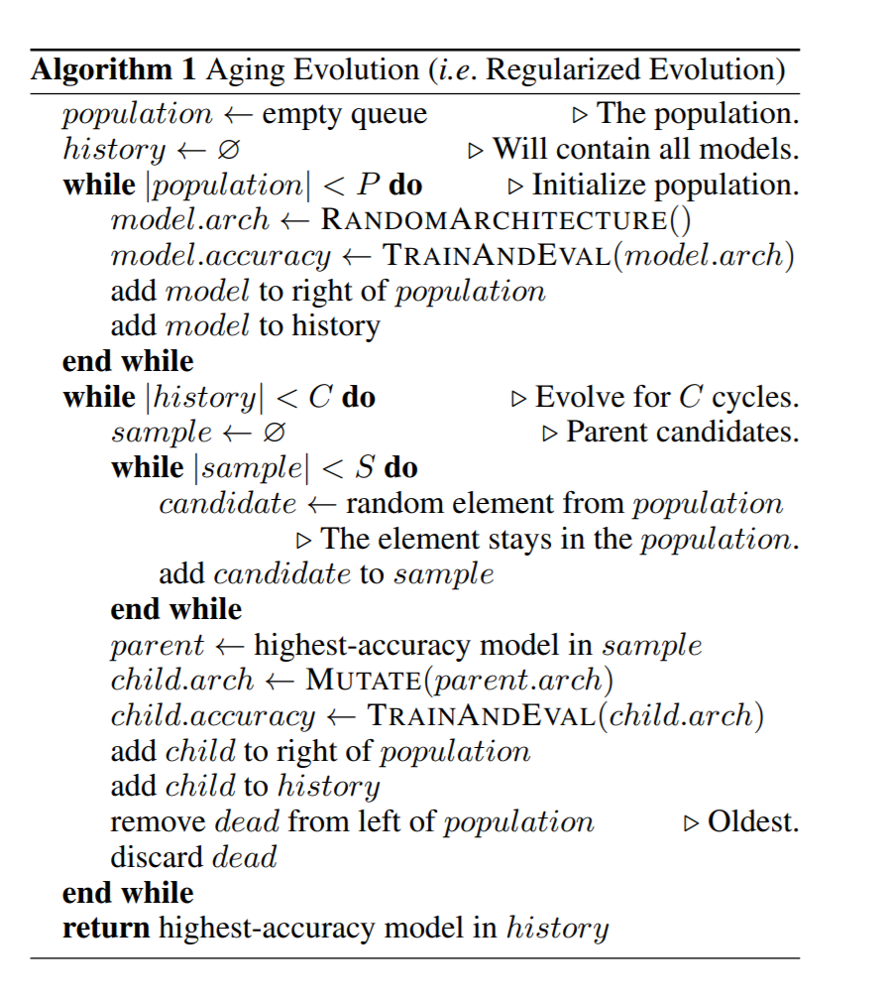 Algorithm 1 Aging Evolution (i.e. Regularized Evolution)
population ← empty queue ▷ The population.
history ← ∅ ▷ Will contain all models.
while |population| < P do ▷ Initialize population.
model.arch ← RANDOMARCHITECTURE()
model.accuracy ← TRAINANDEVAL(model.arch)
add model to right of population
add model to history
end while
while |history| < C do ▷ Evolve for C cycles.
sample ← ∅ ▷ Parent candidates.
while |sample| < S do
candidate ← random element from population
▷ The element stays in the population.
add candidate to sample
end while
parent ← highest-accuracy model in sample
child.arch ← MUTATE(parent.arch)
child.accuracy ← TRAINANDEVAL(child.arch)
add child to right of population
add child to history
remove dead from left of population ▷ Oldest.
discard dead
end while
return highest-accuracy model in history